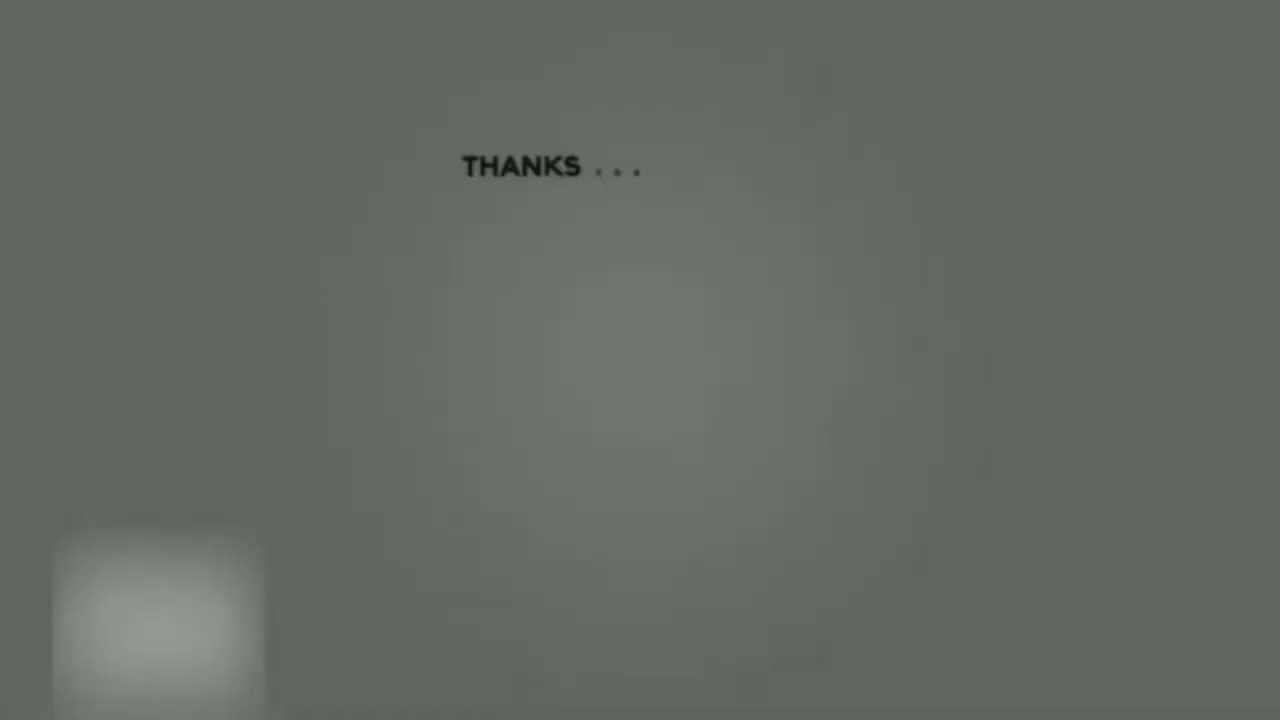 THANKS . . .